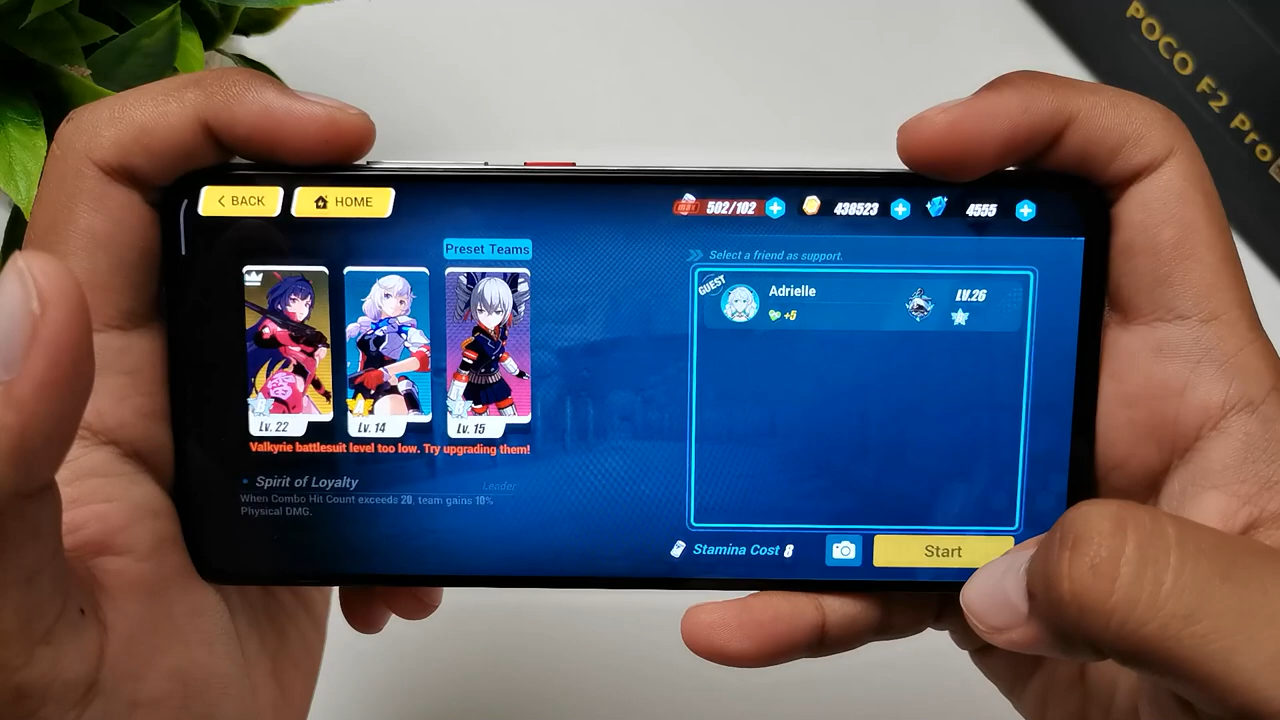 POCO F2 Pro
BACK
HOME
MAX 502/102
438523
4555
Preset Teams
Select a friend as support.
GUEST
Adrielle
+5
LV.26
Lv. 22
Lv. 14
Lv. 15
Valkyrie battlesuit level too low. Try upgrading them!
Spirit of Loyalty
Leader
When Combo Hit Count exceeds 20, team gains 10%
Physical DMG.
Stamina Cost 8
Start